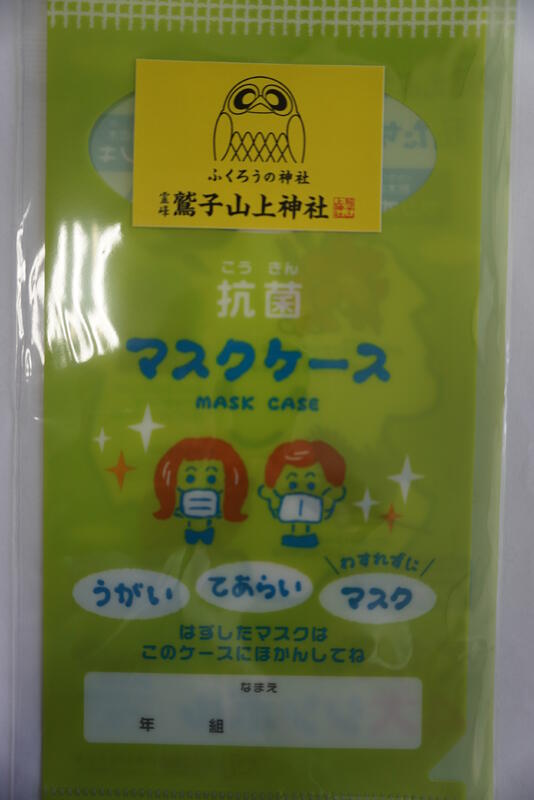 ふくろうの神社
霊峰 鷲子山上神社
こう きん
抗菌
マスクケース
MASK CASE
うがい
てあらい
わすれずに
マスク
はずしたマスクは
このケースにほかんしてね
なまえ
年 組